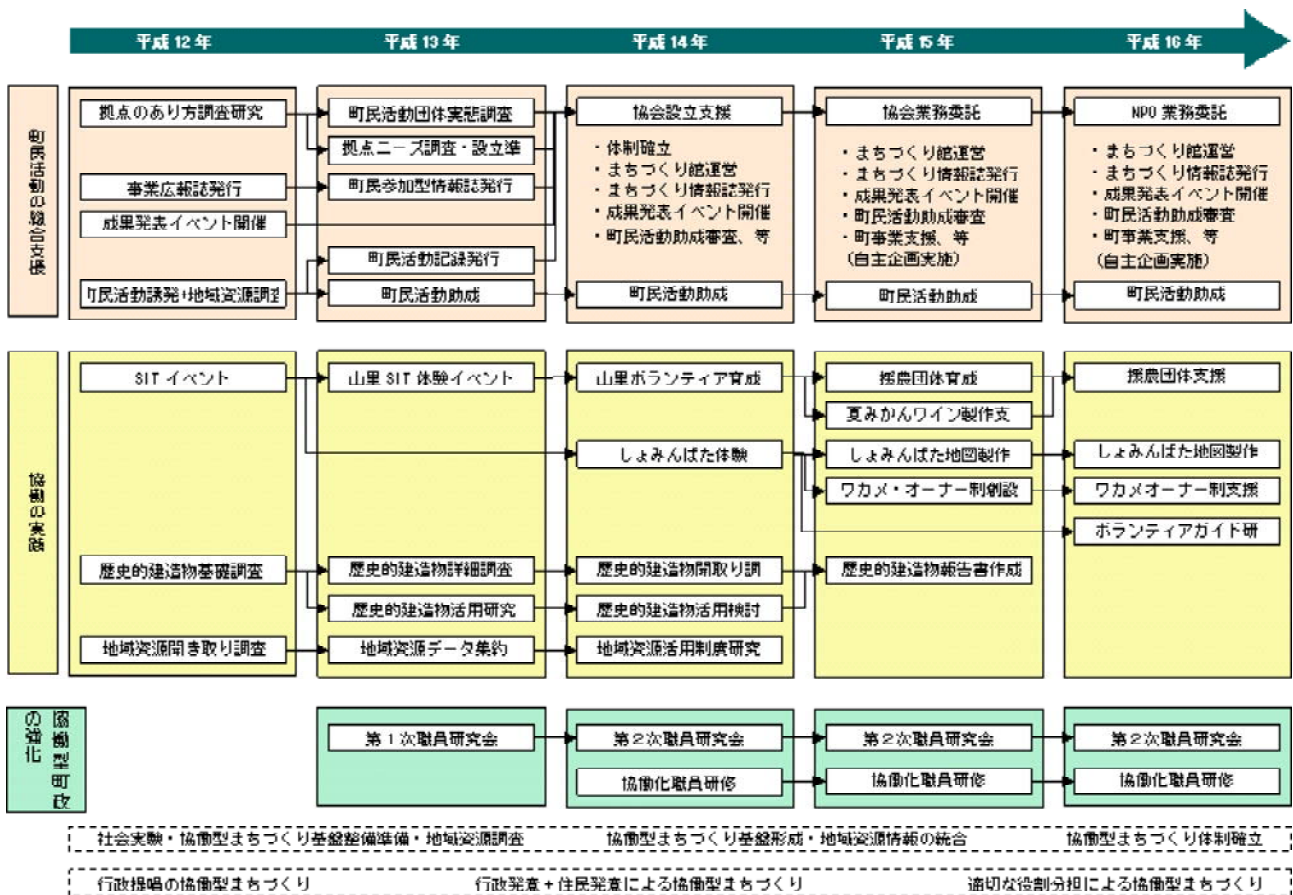 平成12年
平成13年
平成14年
平成15年
平成16年
町民活動の総合支援
拠点のあり方調査研究
事業広報誌発行
成果発表イベント開催
町民活動誘発+地域資源調査
町民活動団体実態調査
拠点ニーズ調査・設立準
町民参加型情報誌発行
町民活動記録発行
町民活動助成
協会設立支援
・体制確立
・まちづくり館運営
・まちづくり情報誌発行
・成果発表イベント開催
・町民活動助成審査、等
町民活動助成
協会業務委託
・まちづくり館運営
・まちづくり情報誌発行
・成果発表イベント開催
・町民活動助成審査
・町事業支援、等
(自主企画実施)
町民活動助成
NPO業務委託
・まちづくり館運営
・まちづくり情報誌発行
・成果発表イベント開催
・町民活動助成審査
・町事業支援、等
(自主企画実施)
町民活動助成
協働の実践
SITイベント
歴史的建造物基礎調査
地域資源聞き取り調査
山里SIT体験イベント
歴史的建造物詳細調査
歴史的建造物活用研究
地域資源データ集約
山里ボランティア育成
しょみんばた体験
歴史的建造物聞取り調
歴史的建造物活用検討
地域資源活用制度研究
援農団体育成
夏みかんワイン製作支
しょみんばた地図製作
ワカメ・オーナー制創設
歴史的建造物報告書作成
援農団体支援
しょみんばた地図製作
ワカメオーナー制支援
ボランティアガイド研
協働型町政の強化
第1次職員研究会
第2次職員研究会
協働化職員研修
第2次職員研究会
協働化職員研修
第2次職員研究会
協働化職員研修
社会実験・協働型まちづくり基盤整備準備・地域資源調査
協働型まちづくり基盤形成・地域資源情報の統合
協働型まちづくり体制確立
行政提唱の協働型まちづくり
行政発意+住民発意による協働型まちづくり
適切な役割分担による協働型まちづくり